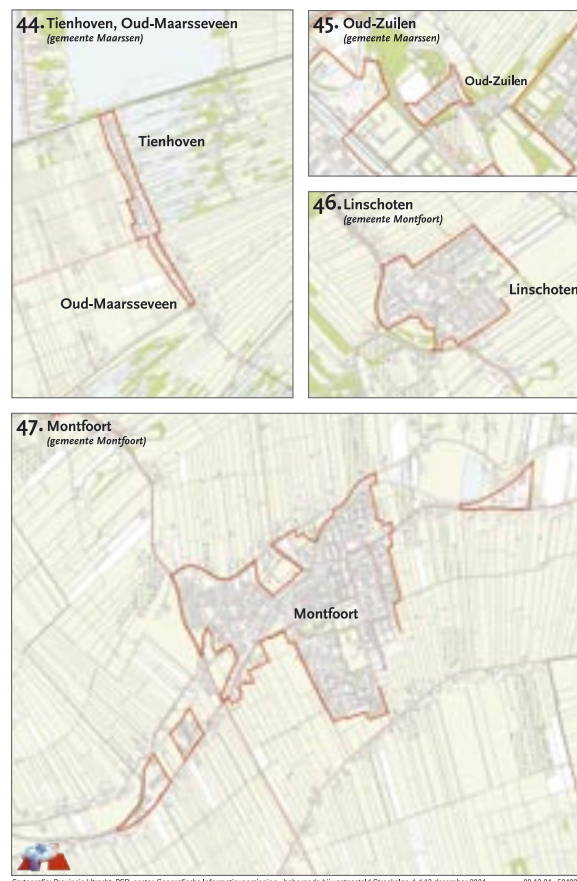 44. Tienhoven, Oud-Maarsseveen
(gemeente Maarssen)
Tienhoven
Oud-Maarsseveen
45. Oud-Zuilen
(gemeente Maarssen)
Oud-Zuilen
46. Linschoten
(gemeente Montfoort)
Linschoten
47. Montfoort
(gemeente Montfoort)
Montfoort